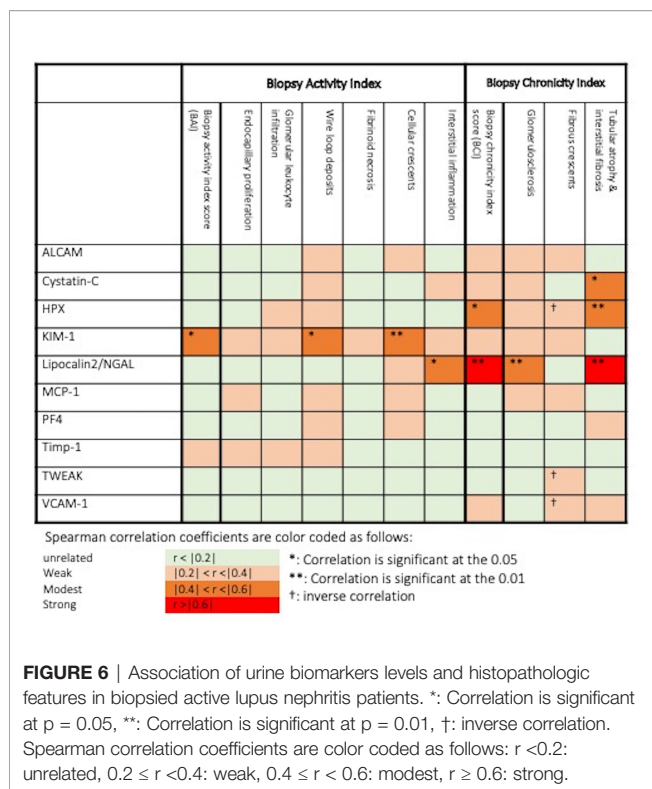 Biopsy Activity Index
Biopsy Chronicity Index
Biopsy activity index score
(BAI)
Endocapillary proliferation
Glomerular leukocyte
infiltration
Wire loop deposits
Fibrinoid necrosis
Cellular crescents
Interstitial inflammation
Biopsy chronicity index
score (BCI)
Glomerulosclerosis
Fibrous crescents
Tubular atrophy &
interstitial fibrosis
ALCAM
Cystatin-C *
HPX * † **
KIM-1 * * **
Lipocalin2/NGAL * ** ** **
MCP-1
PF4
Timp-1
TWEAK †
VCAM-1 †
Spearman correlation coefficients are color coded as follows:
unrelated r < |0.2|
Weak |0.2| < r <|0.4|
Modest |0.4| < r <|0.6|
Strong r >|0.6|
*: Correlation is significant at the 0.05
**: Correlation is significant at the 0.01
†: inverse correlation
FIGURE 6 | Association of urine biomarkers levels and histopathologic
features in biopsied active lupus nephritis patients. *: Correlation is significant
at p = 0.05, **: Correlation is significant at p = 0.01, †: inverse correlation.
Spearman correlation coefficients are color coded as follows: r <0.2:
unrelated, 0.2 ≤ r <0.4: weak, 0.4 ≤ r < 0.6: modest, r ≥ 0.6: strong.